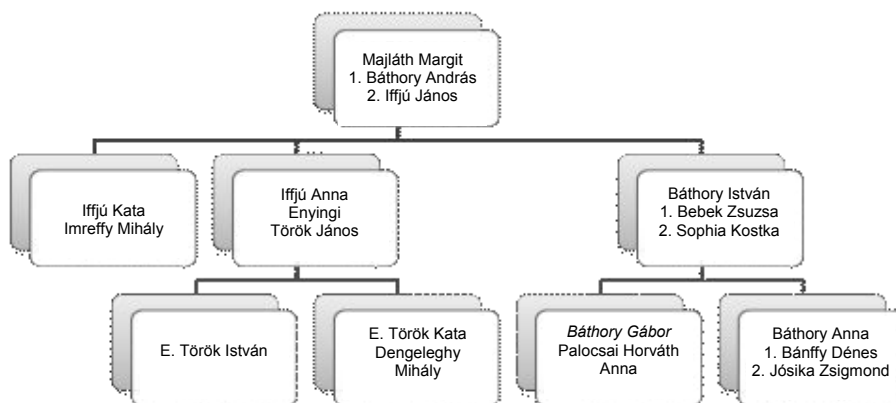 Majláth Margit
1. Báthory András
2. Iffjú János
Iffjú Kata
Imreffy Mihály
Iffjú Anna
Enyingi
Török János
Báthory István
1. Bebek Zsuzsa
2. Sophia Kostka
E. Török István
E. Török Kata
Dengeleghy
Mihály
Báthory Gábor
Palocsai Horváth
Anna
Báthory Anna
1. Bánffy Dénes
2. Jósika Zsigmond